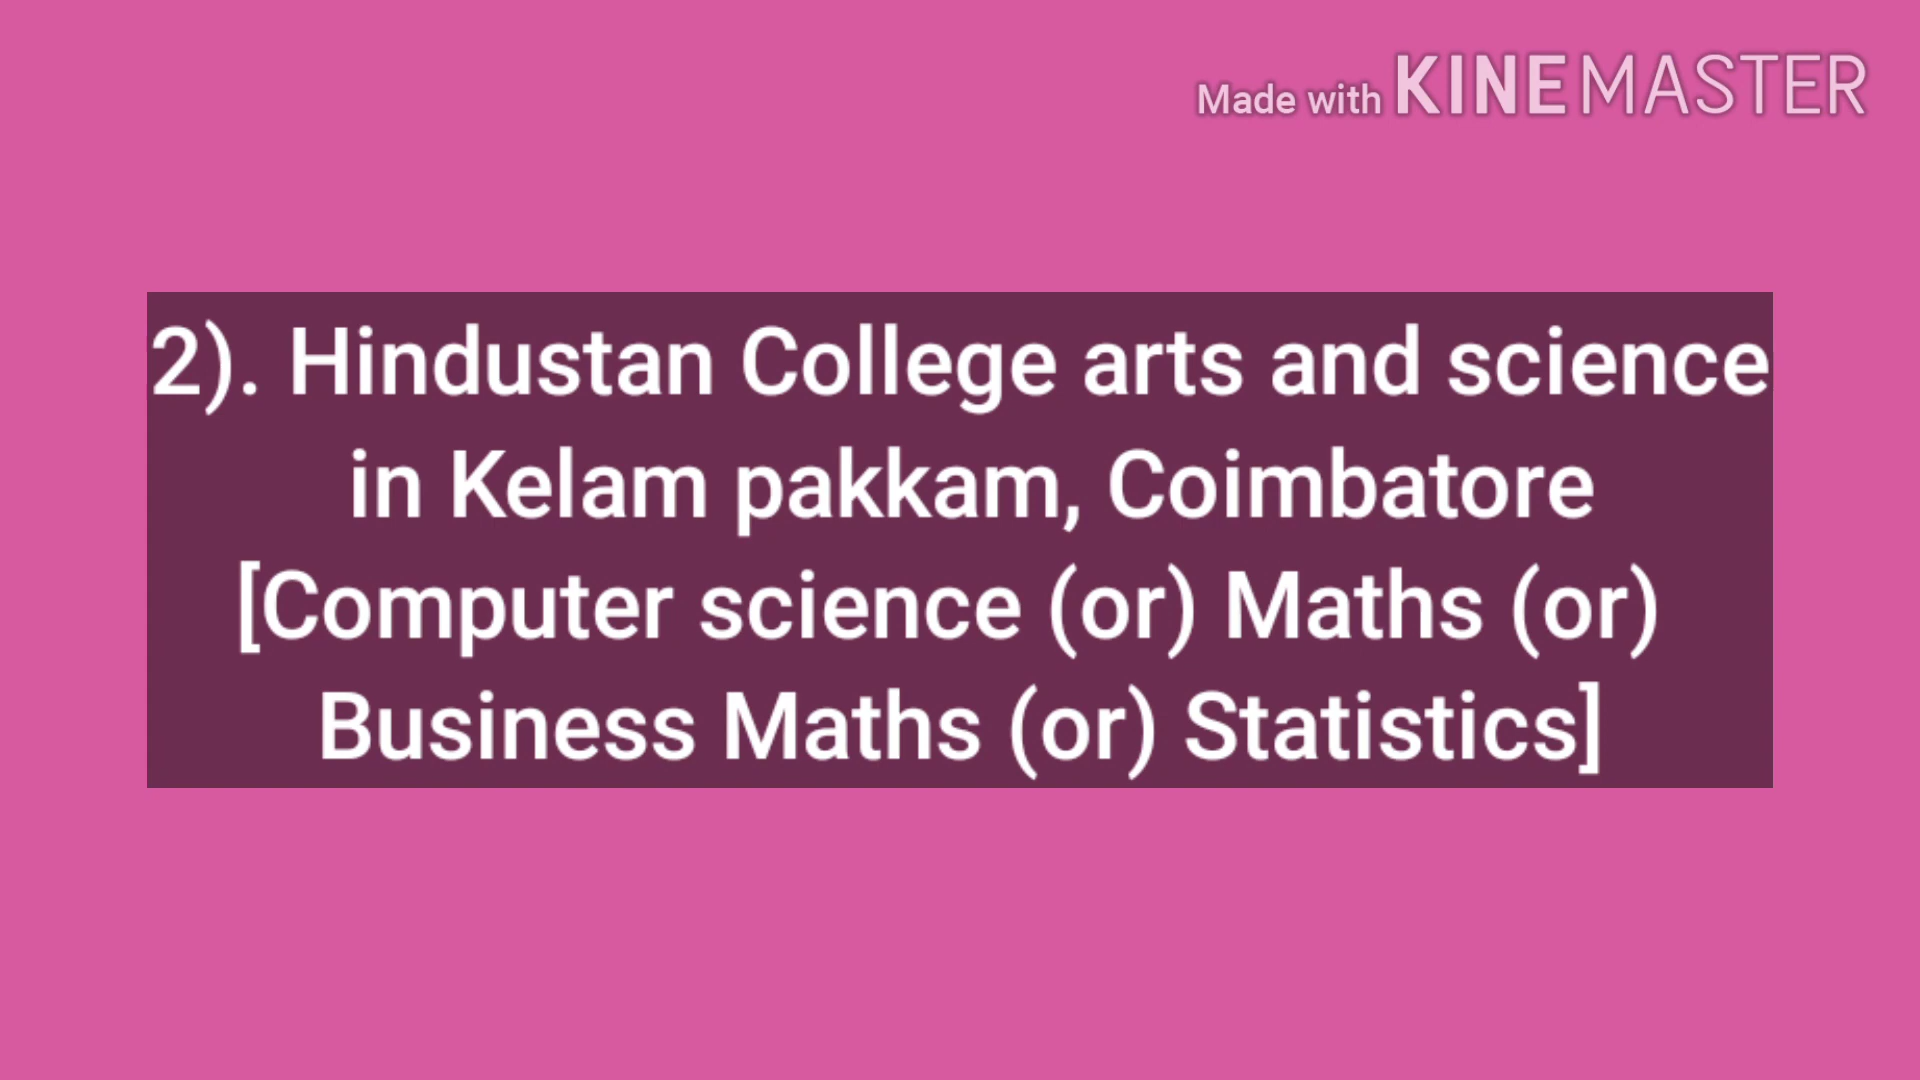 Made with KINEMASTER
2). Hindustan College arts and science
in Kelam pakkam, Coimbatore
[Computer science (or) Maths (or)
Business Maths (or) Statistics]